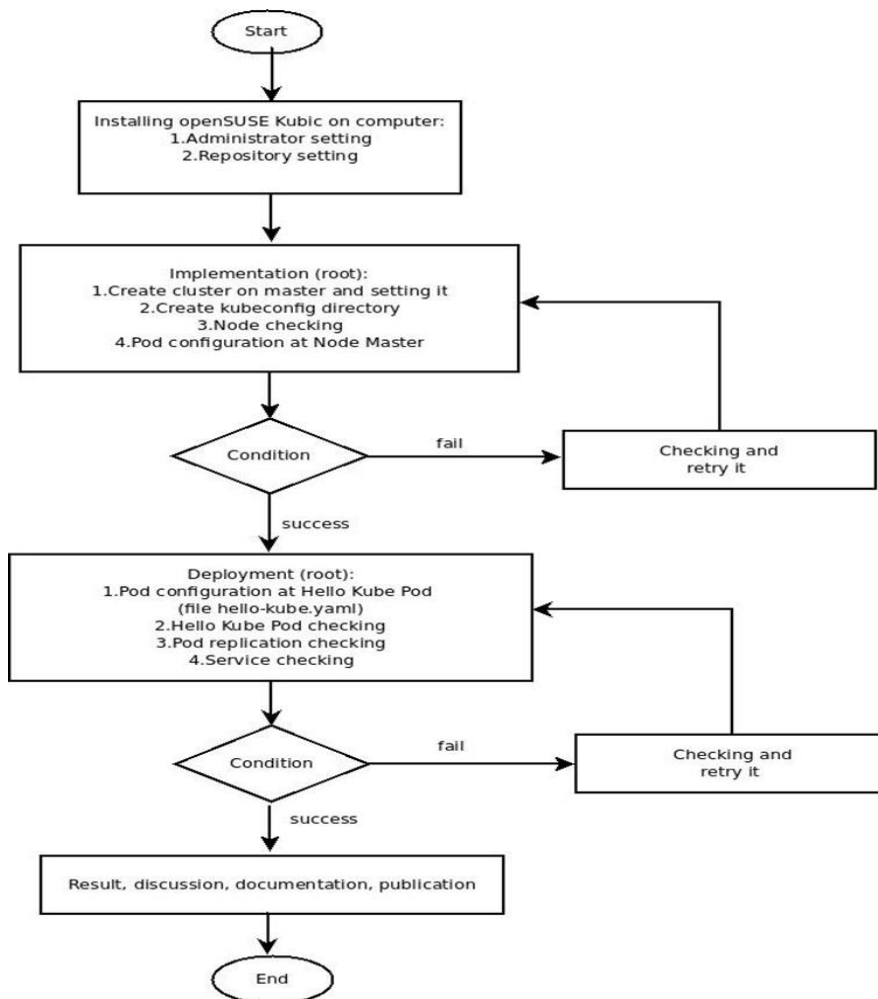 Start
Installing openSUSE Kubic on computer:
1.Administrator setting
2.Repository setting
Implementation (root):
1.Create cluster on master and setting it
2.Create kubeconfig directory
3.Node checking
4.Pod configuration at Node Master
Condition
fail
Checking and
retry it
success
Deployment (root):
1.Pod configuration at Hello Kube Pod
(file hello-kube.yaml)
2.Hello Kube Pod checking
3.Pod replication checking
4.Service checking
Condition
fail
Checking and
retry it
success
Result, discussion, documentation, publication
End